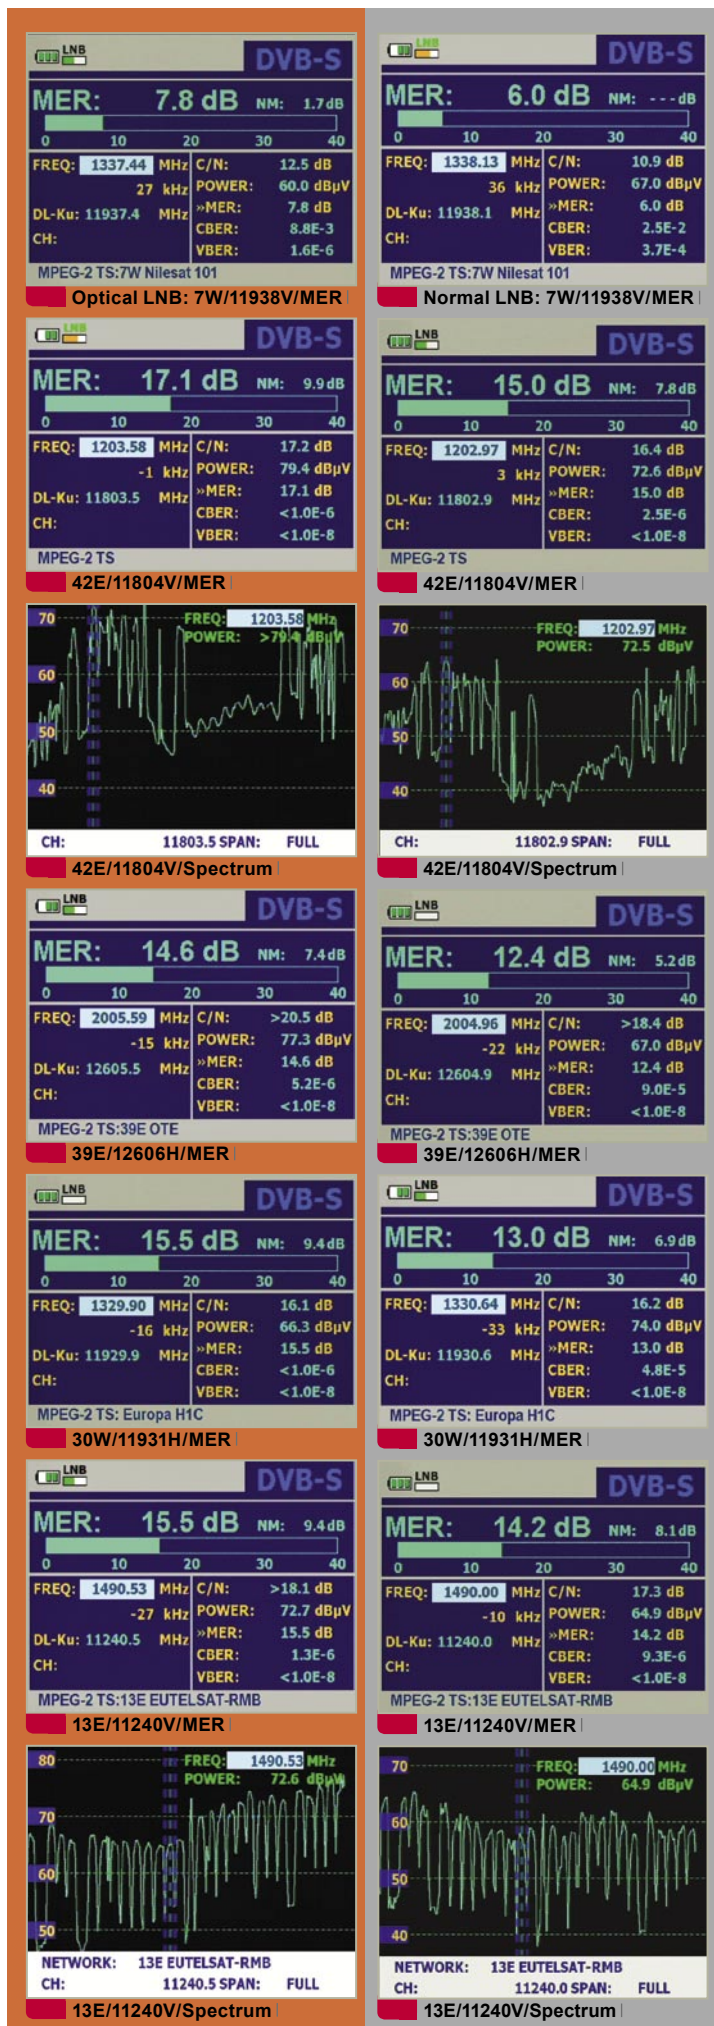 LNB
DVB-S
MER: 7.8 dB NM: 1.7dB
0 10 20 30 40
FREQ: 1337.44 MHz C/N: 12.5 dB
27 kHz POWER: 60.0 dBµV
DL-Ku: 11937.4 MHz »MER: 7.8 dB
CH: CBER: 8.8E-3
VBER: 1.6E-6
MPEG-2 TS:7W Nilesat 101
Optical LNB: 7W/11938V/MER
LNB
DVB-S
MER: 6.0 dB NM: ---dB
0 10 20 30 40
FREQ: 1338.13 MHz C/N: 10.9 dB
36 kHz POWER: 67.0 dBµV
DL-Ku: 11938.1 MHz »MER: 6.0 dB
CH: CBER: 2.5E-2
VBER: 3.7E-4
MPEG-2 TS:7W Nilesat 101
Normal LNB: 7W/11938V/MER
LNB
DVB-S
MER: 17.1 dB NM: 9.9dB
0 10 20 30 40
FREQ: 1203.58 MHz C/N: 17.2 dB
-1 kHz POWER: 79.4 dBµV
DL-Ku: 11803.5 MHz »MER: 17.1 dB
CH: CBER: <1.0E-6
VBER: <1.0E-8
MPEG-2 TS
42E/11804V/MER
LNB
DVB-S
MER: 15.0 dB NM: 7.8dB
0 10 20 30 40
FREQ: 1202.97 MHz C/N: 16.4 dB
3 kHz POWER: 72.6 dBµV
DL-Ku: 11802.9 MHz »MER: 15.0 dB
CH: CBER: 2.5E-6
VBER: <1.0E-8
MPEG-2 TS
42E/11804V/MER
70 FREQ: 1203.58 MHz
POWER: >79.4 dBµV
60
50
40
CH: 11803.5 SPAN: FULL
42E/11804V/Spectrum
70 FREQ: 1202.97 MHz
POWER: 72.5 dBµV
60
50
40
CH: 11802.9 SPAN: FULL
42E/11804V/Spectrum
LNB
DVB-S
MER: 14.6 dB NM: 7.4dB
0 10 20 30 40
FREQ: 2005.59 MHz C/N: >20.5 dB
-15 kHz POWER: 77.3 dBµV
DL-Ku: 12605.5 MHz »MER: 14.6 dB
CH: CBER: 5.2E-6
VBER: <1.0E-8
MPEG-2 TS:39E OTE
39E/12606H/MER
LNB
DVB-S
MER: 12.4 dB NM: 5.2dB
0 10 20 30 40
FREQ: 2004.96 MHz C/N: >18.4 dB
-22 kHz POWER: 67.0 dBµV
DL-Ku: 12604.9 MHz »MER: 12.4 dB
CH: CBER: 9.0E-5
VBER: <1.0E-8
MPEG-2 TS:39E OTE
39E/12606H/MER
LNB
DVB-S
MER: 15.5 dB NM: 9.4dB
0 10 20 30 40
FREQ: 1329.90 MHz C/N: 16.1 dB
-16 kHz POWER: 66.3 dBµV
DL-Ku: 11929.9 MHz »MER: 15.5 dB
CH: CBER: <1.0E-6
VBER: <1.0E-8
MPEG-2 TS: Europa H1C
30W/11931H/MER
LNB
DVB-S
MER: 13.0 dB NM: 6.9dB
0 10 20 30 40
FREQ: 1330.64 MHz C/N: 16.2 dB
-33 kHz POWER: 74.0 dBµV
DL-Ku: 11930.6 MHz »MER: 13.0 dB
CH: CBER: 4.8E-5
VBER: <1.0E-8
MPEG-2 TS: Europa H1C
30W/11931H/MER
LNB
DVB-S
MER: 15.5 dB NM: 9.4dB
0 10 20 30 40
FREQ: 1490.53 MHz C/N: >18.1 dB
-27 kHz POWER: 72.7 dBµV
DL-Ku: 11240.5 MHz »MER: 15.5 dB
CH: CBER: 1.3E-6
VBER: <1.0E-8
MPEG-2 TS:13E EUTELSAT-RMB
13E/11240V/MER
LNB
DVB-S
MER: 14.2 dB NM: 8.1dB
0 10 20 30 40
FREQ: 1490.00 MHz C/N: 17.3 dB
-10 kHz POWER: 64.9 dBµV
DL-Ku: 11240.0 MHz »MER: 14.2 dB
CH: CBER: 9.3E-6
VBER: <1.0E-8
MPEG-2 TS:13E EUTELSAT-RMB
13E/11240V/MER
80 FREQ: 1490.53 MHz
POWER: 72.6 dBµV
70
60
50
NETWORK: 13E EUTELSAT-RMB
CH: 11240.5 SPAN: FULL
13E/11240V/Spectrum
70 FREQ: 1490.00 MHz
POWER: 64.9 dBµV
60
50
40
NETWORK: 13E EUTELSAT-RMB
CH: 11240.0 SPAN: FULL
13E/11240V/Spectrum